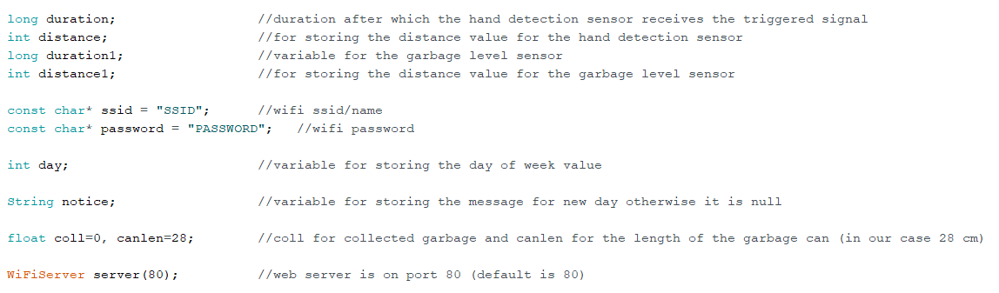 long duration; //duration after which the hand detection sensor receives the triggered signal
int distance; //for storing the distance value for the hand detection sensor
long duration1; //variable for the garbage level sensor
int distance1; //for storing the distance value for the garbage level sensor
const char* ssid = "SSID"; //wifi ssid/name
const char* password = "PASSWORD"; //wifi password
int day; //variable for storing the day of week value
String notice; //variable for storing the message for new day otherwise it is null
float coll=0, canlen=28; //coll for collected garbage and canlen for the length of the garbage can (in our case 28 cm)
WiFiServer server(80); //web server is on port 80 (default is 80)